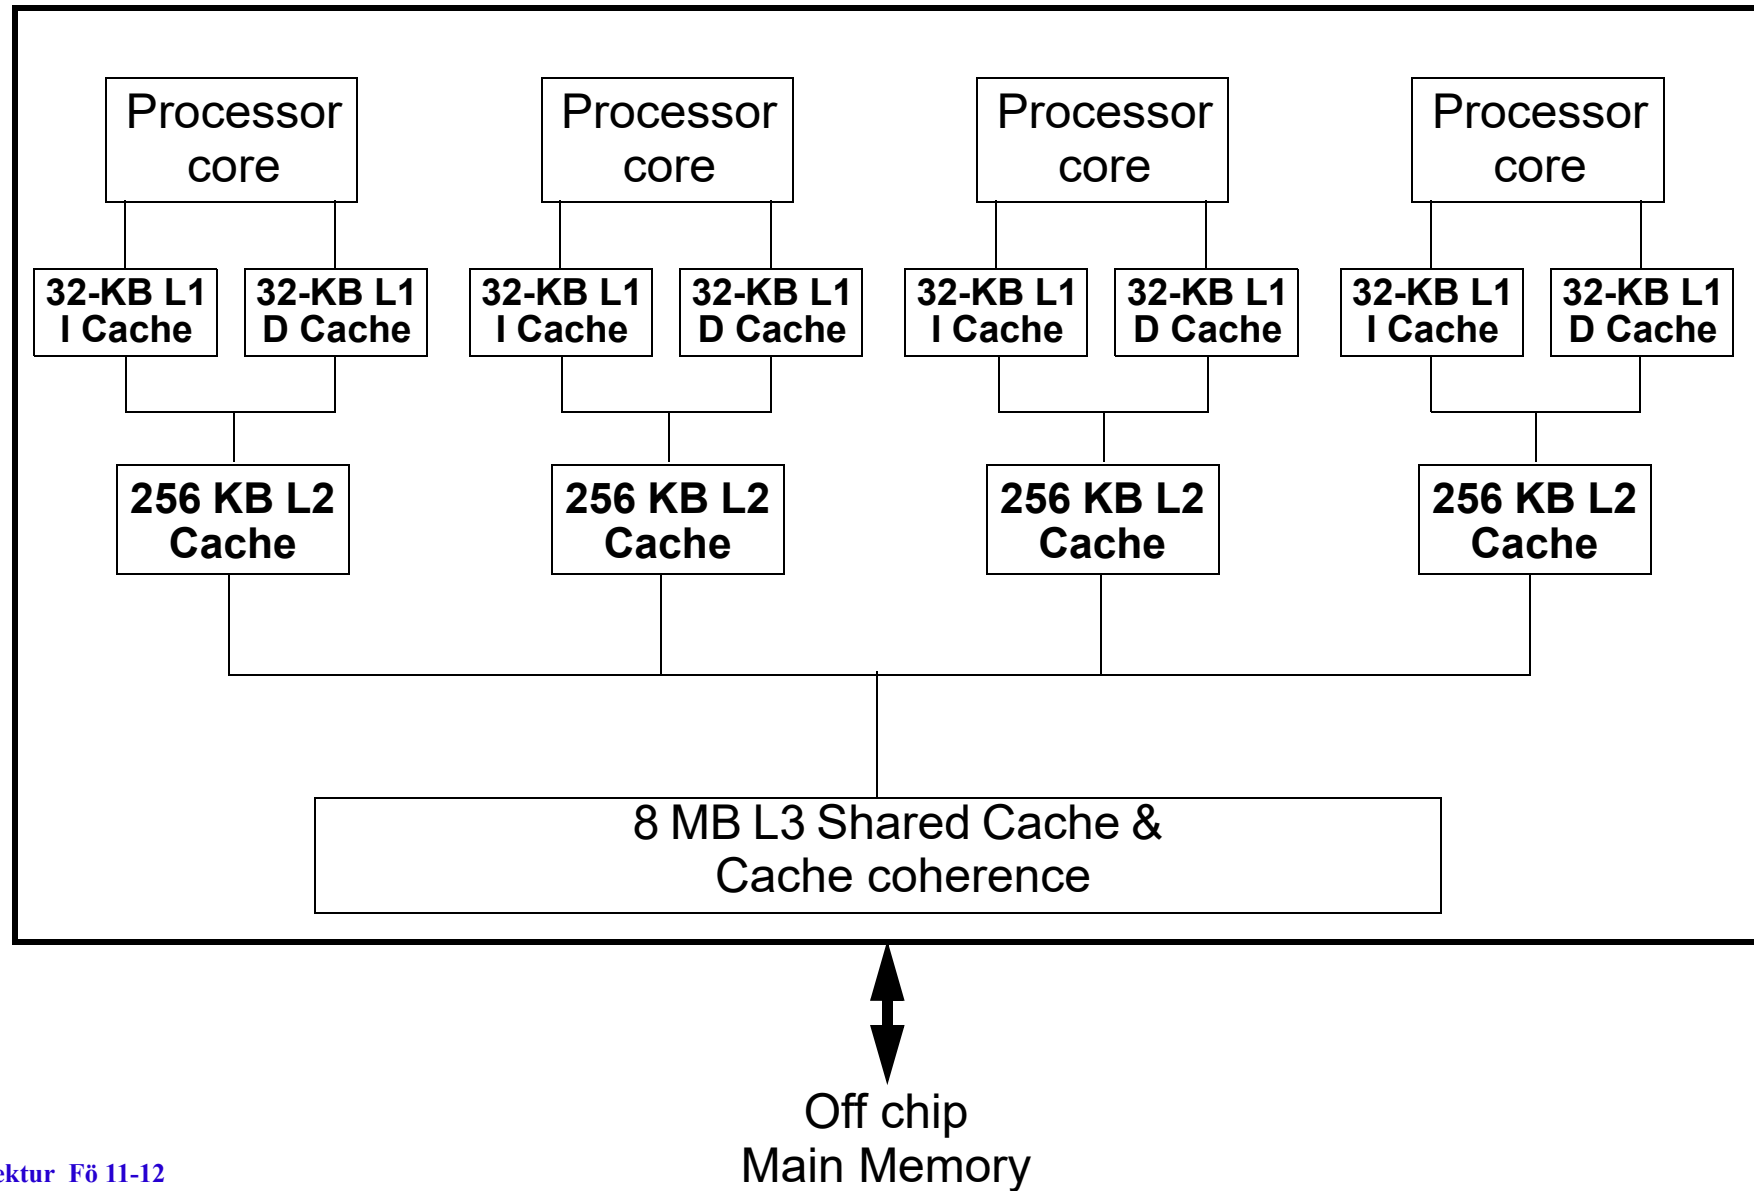 Processor
core
Processor
core
Processor
core
Processor
core
32-KB L1
I Cache
32-KB L1
D Cache
32-KB L1
I Cache
32-KB L1
D Cache
32-KB L1
I Cache
32-KB L1
D Cache
32-KB L1
I Cache
32-KB L1
D Cache
256 KB L2
Cache
256 KB L2
Cache
256 KB L2
Cache
256 KB L2
Cache
8 MB L3 Shared Cache &
Cache coherence
Off chip
Main Memory
ektur Fö 11-12